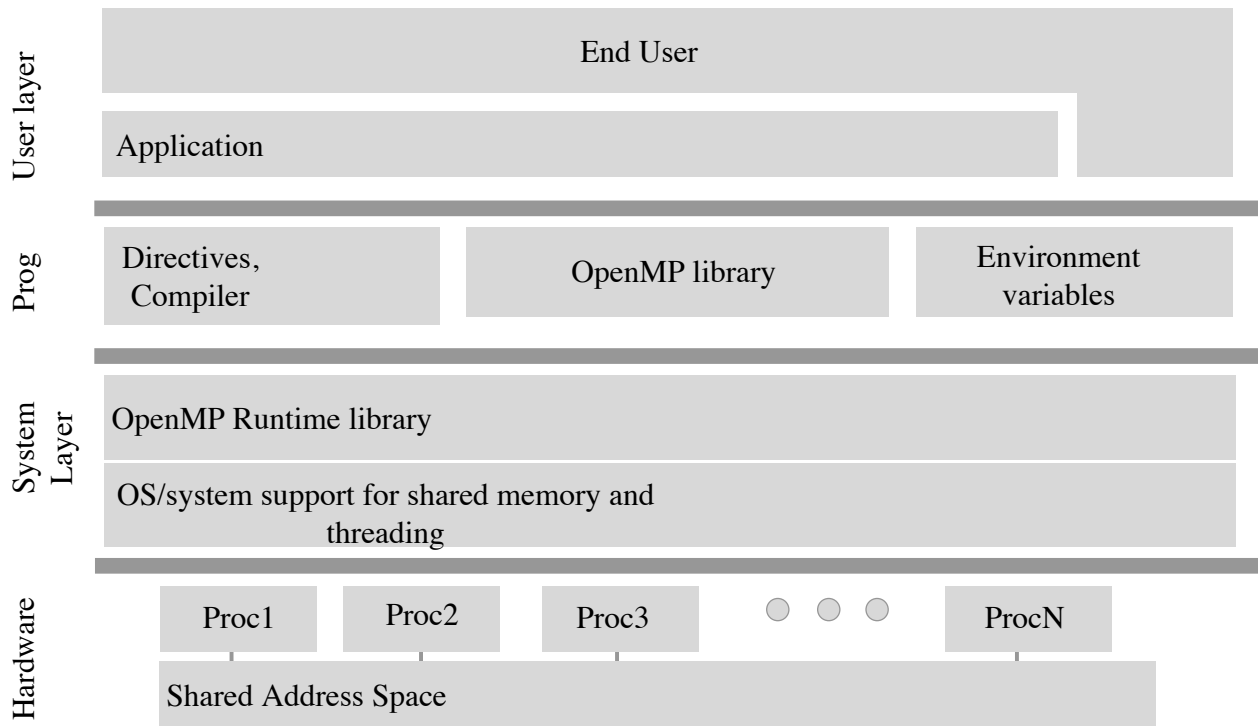 User layer
End User
Application
Prog
Directives,
Compiler
OpenMP library
Environment
variables
System
Layer
OpenMP Runtime library
OS/system support for shared memory and
threading
Hardware
Proc1
Proc2
Proc3
ProcN
Shared Address Space